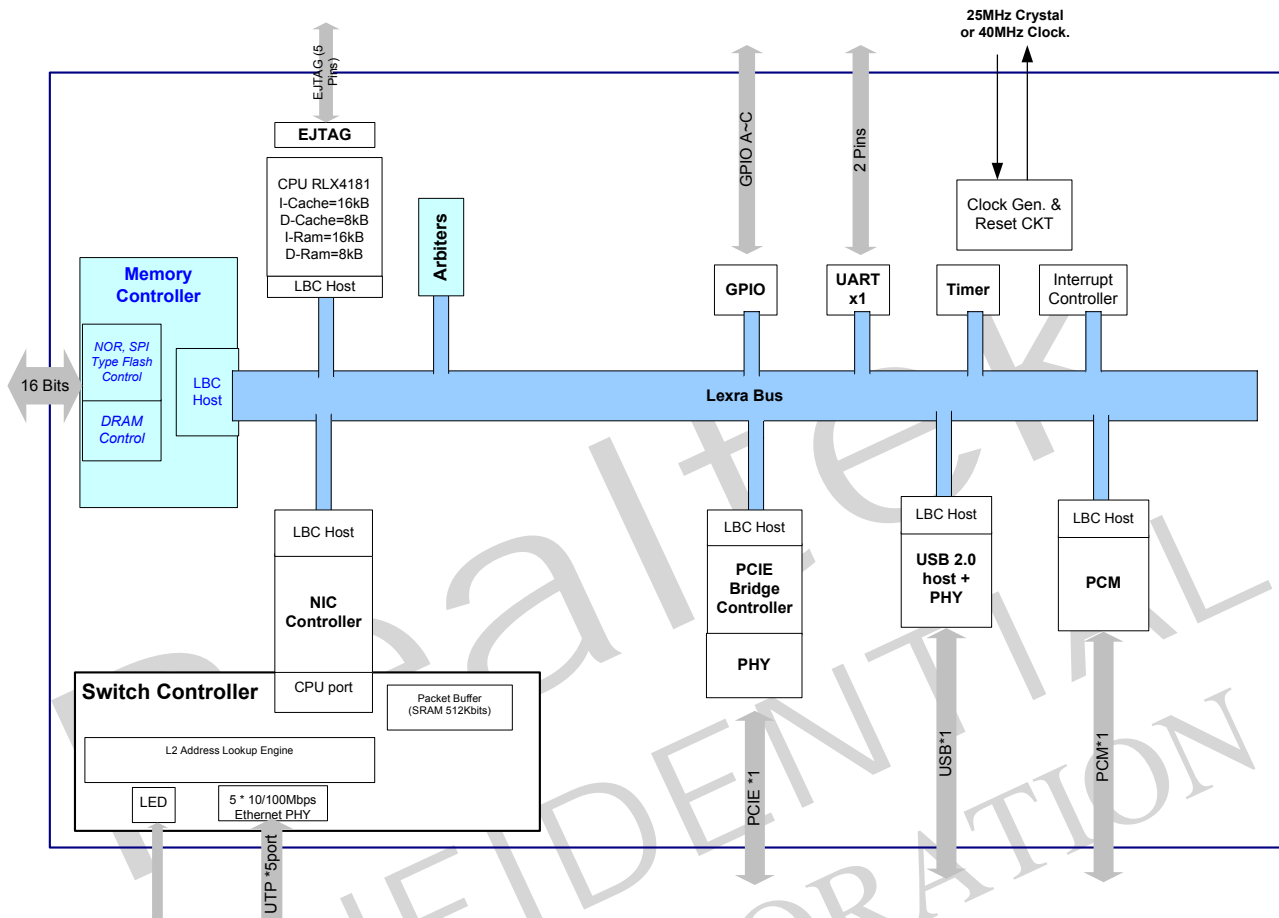 25MHz Crystal
or 40MHz Clock.
EJTAG (5
Pins)
EJTAG
CPU RLX4181
I-Cache=16kB
D-Cache=8kB
I-Ram=16kB
D-Ram=8kB
LBC Host
Arbiters
GPIO A~C
2 Pins
Clock Gen. &
Reset CKT
GPIO
UART
x1
Timer
Interrupt
Controller
Memory
Controller
NOR, SPI
Type Flash
Control
DRAM
Control
LBC
Host
16 Bits
Lexra Bus
LBC Host
NIC
Controller
CPU port
LBC Host
PCIE
Bridge
Controller
PHY
LBC Host
USB 2.0
host +
PHY
LBC Host
PCM
Switch Controller
Packet Buffer
(SRAM 512Kbits)
L2 Address Lookup Engine
LED
5 * 10/100Mbps
Ethernet PHY
UTP *5port
PCIE *1
USB*1
PCM*1
Realtek
FIDENTIAL
ORATION